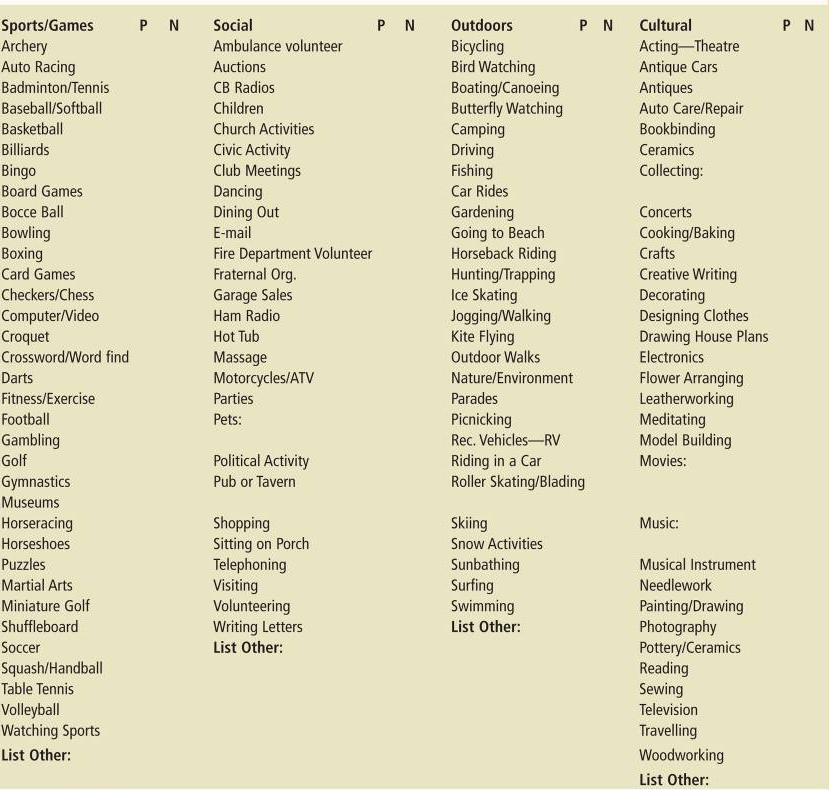 Sports/Games P N
Archery
Auto Racing
Badminton/Tennis
Baseball/Softball
Basketball
Billiards
Bingo
Board Games
Bocce Ball
Bowling
Boxing
Card Games
Checkers/Chess
Computer/Video
Croquet
Crossword/Word find
Darts
Fitness/Exercise
Football
Gambling
Golf
Gymnastics
Museums
Horseracing
Horseshoes
Puzzles
Martial Arts
Miniature Golf
Shuffleboard
Soccer
Squash/Handball
Table Tennis
Volleyball
Watching Sports
List Other:
Social P N
Ambulance volunteer
Auctions
CB Radios
Children
Church Activities
Civic Activity
Club Meetings
Dancing
Dining Out
E-mail
Fire Department Volunteer
Fraternal Org.
Garage Sales
Ham Radio
Hot Tub
Massage
Motorcycles/ATV
Parties
Pets:
Political Activity
Pub or Tavern
Shopping
Sitting on Porch
Telephoning
Visiting
Volunteering
Writing Letters
List Other:
Outdoors P N
Bicycling
Bird Watching
Boating/Canoeing
Butterfly Watching
Camping
Driving
Fishing
Car Rides
Gardening
Going to Beach
Horseback Riding
Hunting/Trapping
Ice Skating
Jogging/Walking
Kite Flying
Outdoor Walks
Nature/Environment
Parades
Picnicking
Rec. Vehicles—RV
Riding in a Car
Roller Skating/Blading
Skiing
Snow Activities
Sunbathing
Surfing
Swimming
List Other:
Cultural P N
Acting—Theatre
Antique Cars
Antiques
Auto Care/Repair
Bookbinding
Ceramics
Collecting:
Concerts
Cooking/Baking
Crafts
Creative Writing
Decorating
Designing Clothes
Drawing House Plans
Electronics
Flower Arranging
Leatherworking
Meditating
Model Building
Movies:
Music:
Musical Instrument
Needlework
Painting/Drawing
Photography
Pottery/Ceramics
Reading
Sewing
Television
Travelling
Woodworking
List Other: